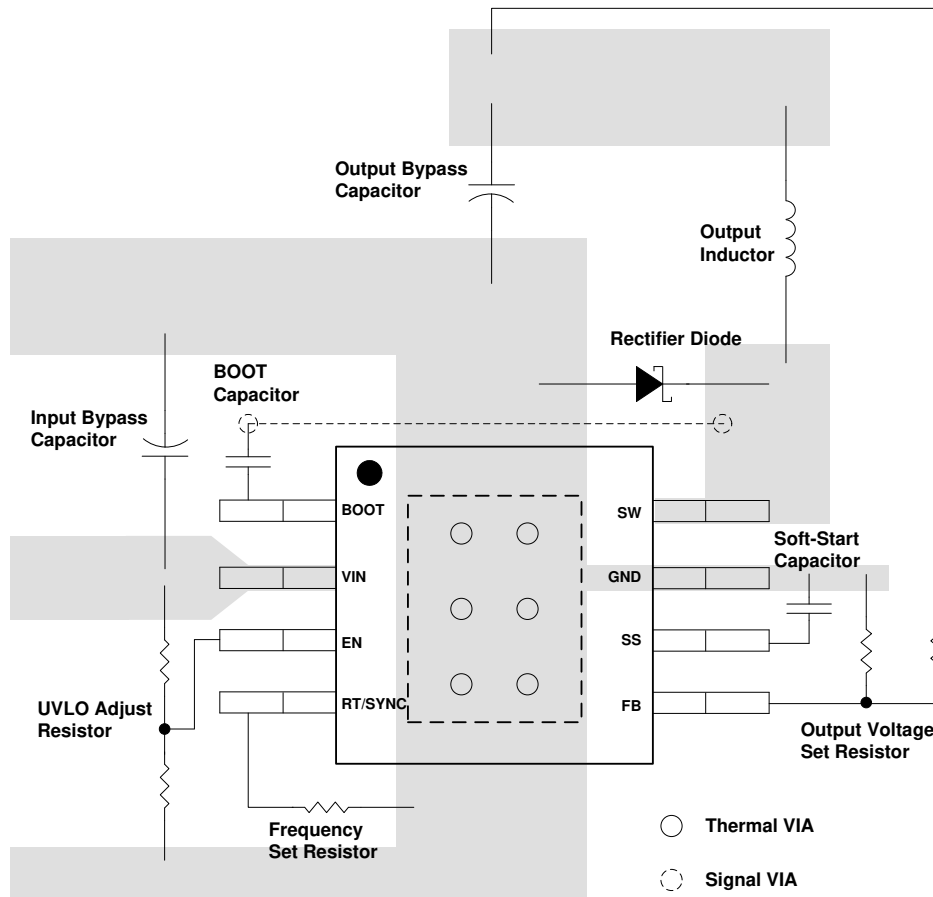 Output Bypass
Capacitor
Output
Inductor
Rectifier Diode
BOOT
Capacitor
Input Bypass
Capacitor
BOOT
SW
Soft-Start
Capacitor
VIN
GND
EN
SS
RT/SYNC
FB
UVLO Adjust
Resistor
Output Voltage
Set Resistor
Frequency
Set Resistor
Thermal VIA
Signal VIA